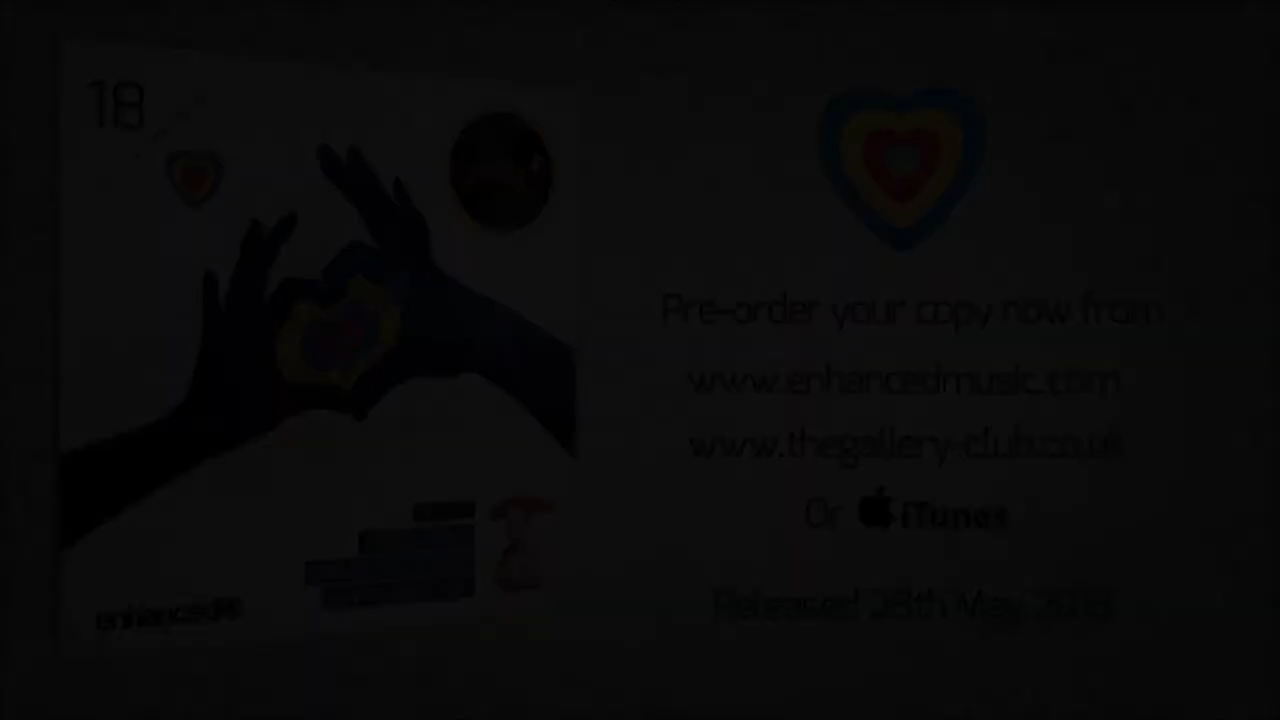 18
Pre-order your copy now from
www.enhancedmusic.com
www.thegallery-club.co.uk
Or iTunes
Released 28th May
enhanced